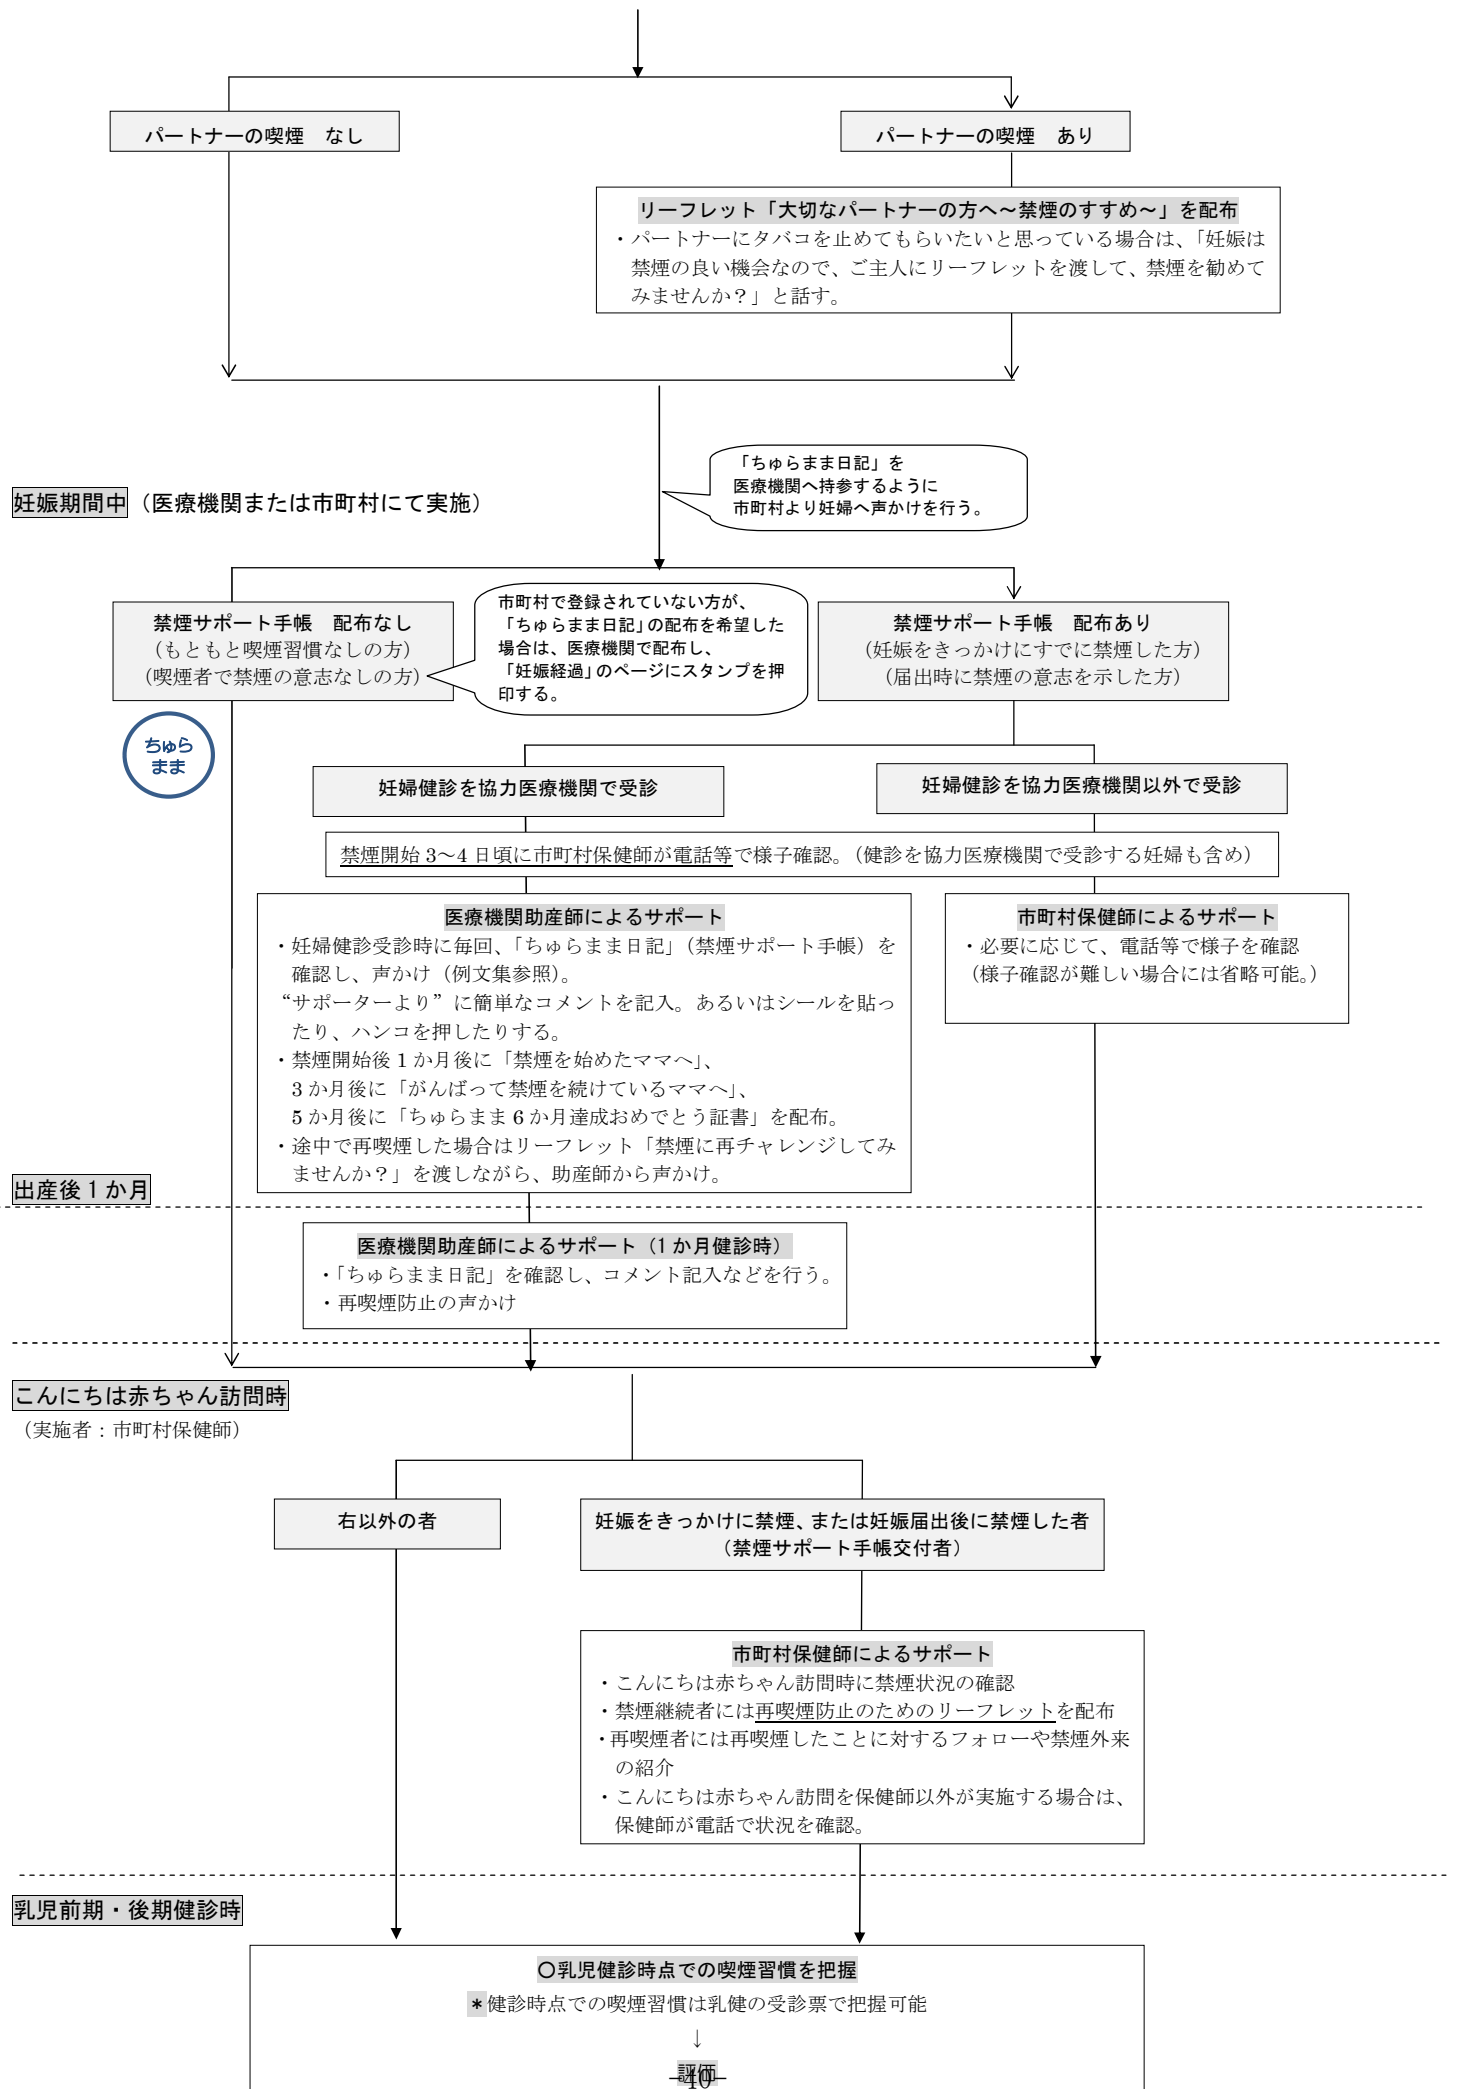 パートナーの喫煙　なし
パートナーの喫煙　あり
リーフレット「大切なパートナーの方へ～禁煙のすすめ～」を配布
・パートナーにタバコを止めてもらいたいと思っている場合は、「妊娠は
禁煙の良い機会なので、ご主人にリーフレットを渡して、禁煙を勧めて
みませんか？」と話す。
「ちゅらまま日記」を
医療機関へ持参するように
市町村より妊婦へ声かけを行う。
妊娠期間中（医療機関または市町村にて実施）
禁煙サポート手帳　配布なし
（もともと喫煙習慣なしの方）
（喫煙者で禁煙の意志なしの方）
市町村で登録されていない方が、
「ちゅらまま日記」の配布を希望した
場合は、医療機関で配布し、
「妊娠経過」のページにスタンプを押
印する。
禁煙サポート手帳　配布あり
（妊娠をきっかけにすでに禁煙した方）
（届出時に禁煙の意志を示した方）
ちゅら
まま
妊婦健診を協力医療機関で受診
妊婦健診を協力医療機関以外で受診
禁煙開始 3～4 日頃に市町村保健師が電話等で様子確認。（健診を協力医療機関で受診する妊婦も含め）
医療機関助産師によるサポート
・妊婦健診受診時に毎回、「ちゅらまま日記」（禁煙サポート手帳）を
確認し、声かけ（例文集参照）。
“サポーターより”に簡単なコメントを記入。あるいはシールを貼っ
たり、ハンコを押したりする。
・禁煙開始後 1 か月後に「禁煙を始めたママへ」、
3 か月後に「がんばって禁煙を続けているママへ」、
5 か月後に「ちゅらまま 6 か月達成おめでとう証書」を配布。
・途中で再喫煙した場合はリーフレット「禁煙に再チャレンジしてみ
ませんか？」を渡しながら、助産師から声かけ。
市町村保健師によるサポート
・必要に応じて、電話等で様子を確認
（様子確認が難しい場合には省略可能。）
出産後１か月
医療機関助産師によるサポート（1 か月健診時）
・「ちゅらまま日記」を確認し、コメント記入などを行う。
・再喫煙防止の声かけ
こんにちは赤ちゃん訪問時
（実施者：市町村保健師）
右以外の者
妊娠をきっかけに禁煙、または妊娠届出後に禁煙した者
（禁煙サポート手帳交付者）
市町村保健師によるサポート
・こんにちは赤ちゃん訪問時に禁煙状況の確認
・禁煙継続者には再喫煙防止のためのリーフレットを配布
・再喫煙者には再喫煙したことに対するフォローや禁煙外来
の紹介
・こんにちは赤ちゃん訪問を保健師以外が実施する場合は、
保健師が電話で状況を確認。
乳児前期・後期健診時
〇乳児健診時点での喫煙習慣を把握
＊健診時点での喫煙習慣は乳健の受診票で把握可能
↓
評価
-40-